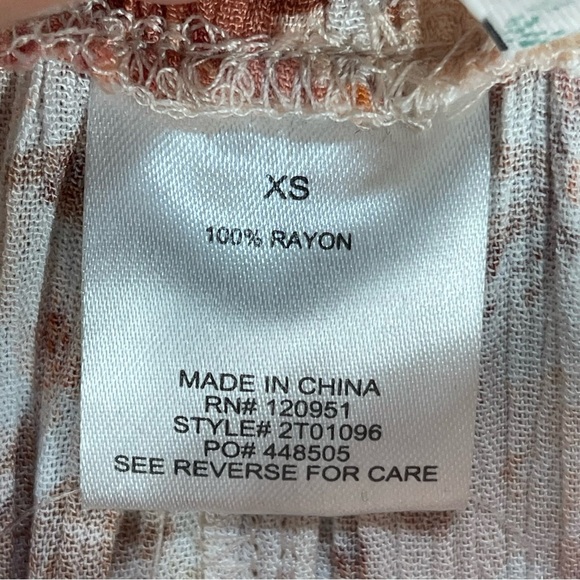 XS
100% RAYON
MADE IN CHINA
RN# 120951
STYLE# 2T01096
PO# 448505
SEE REVERSE FOR CARE